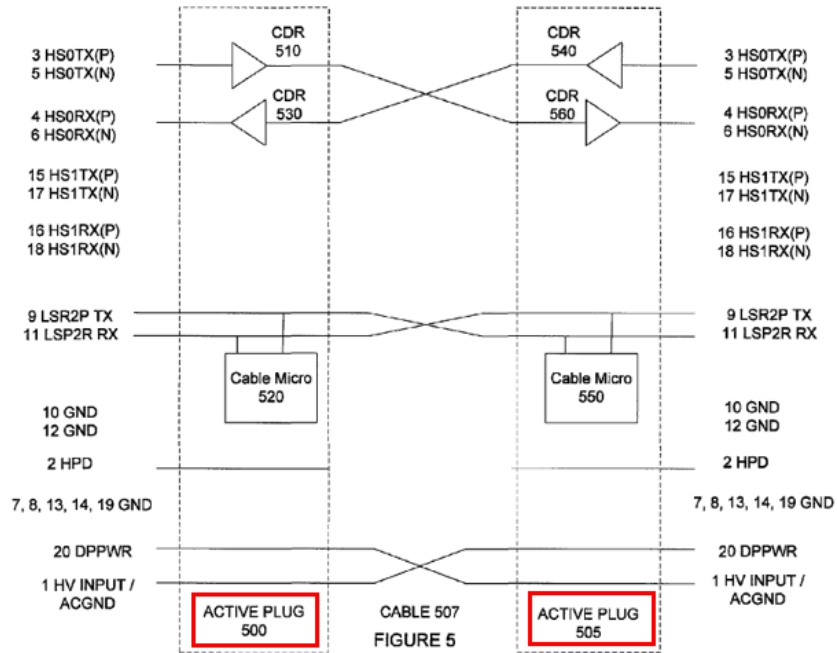 CDR
510
CDR
540
3 HS0TX(P)
5 HS0TX(N)
3 HS0TX(P)
5 HS0TX(N)
CDR
530
CDR
560
4 HS0RX(P)
6 HS0RX(N)
4 HS0RX(P)
6 HS0RX(N)
15 HS1TX(P)
17 HS1TX(N)
15 HS1TX(P)
17 HS1TX(N)
16 HS1RX(P)
18 HS1RX(N)
16 HS1RX(P)
18 HS1RX(N)
9 LSR2P TX
11 LSP2R RX
9 LSR2P TX
11 LSP2R RX
Cable Micro
520
Cable Micro
550
10 GND
12 GND
10 GND
12 GND
2 HPD
2 HPD
7, 8, 13, 14, 19 GND
7, 8, 13, 14, 19 GND
20 DPPWR
20 DPPWR
1 HV INPUT /
ACGND
1 HV INPUT /
ACGND
ACTIVE PLUG
500
CABLE 507
ACTIVE PLUG
505
FIGURE 5